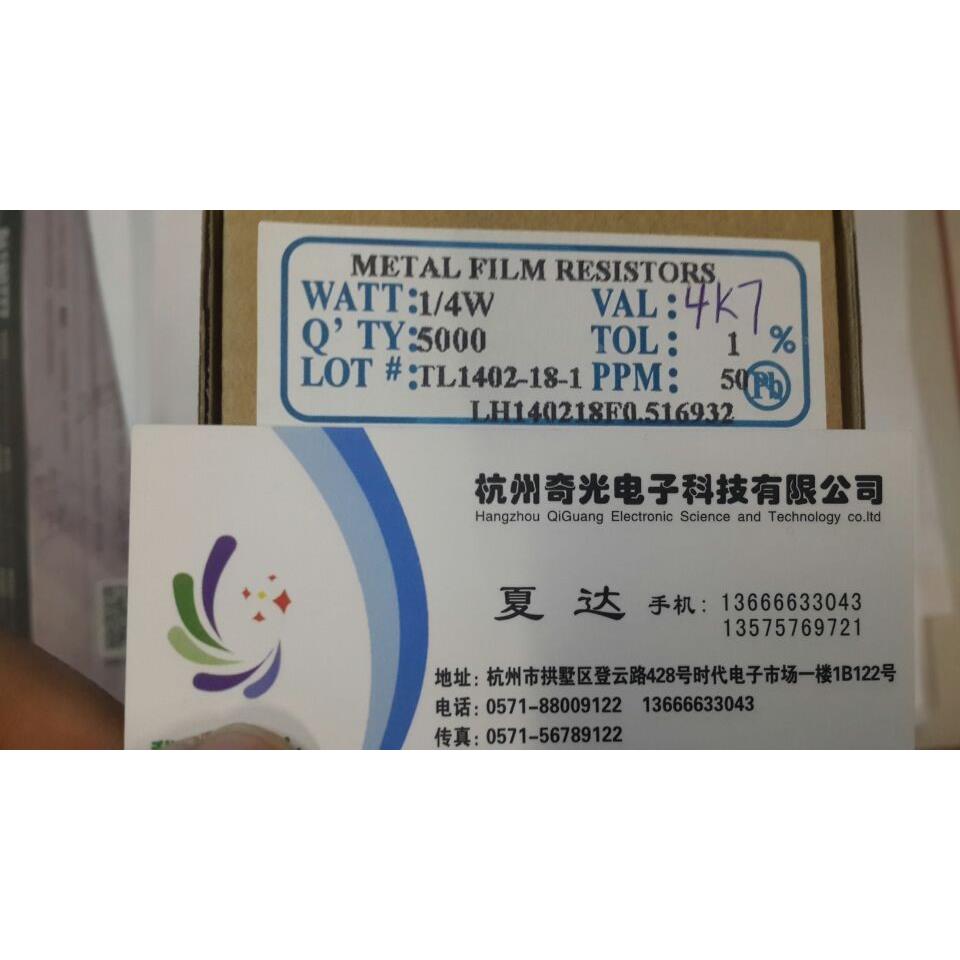 METAL FILM RESISTORS
WATT:1/4W VAL:4K7
Q'TY:5000 TOL: 1 %
LOT #:TL1402-18-1 PPM: 50 Pb
LH140218F0.516932
杭州奇光电子科技有限公司
Hangzhou QiGuang Electronic Science and Technology co.ltd
夏 达 手机: 13666633043
13575769721
地址: 杭州市拱墅区登云路428号时代电子市场一楼1B122号
电话: 0571-88009122 13666633043
传真: 0571-56789122